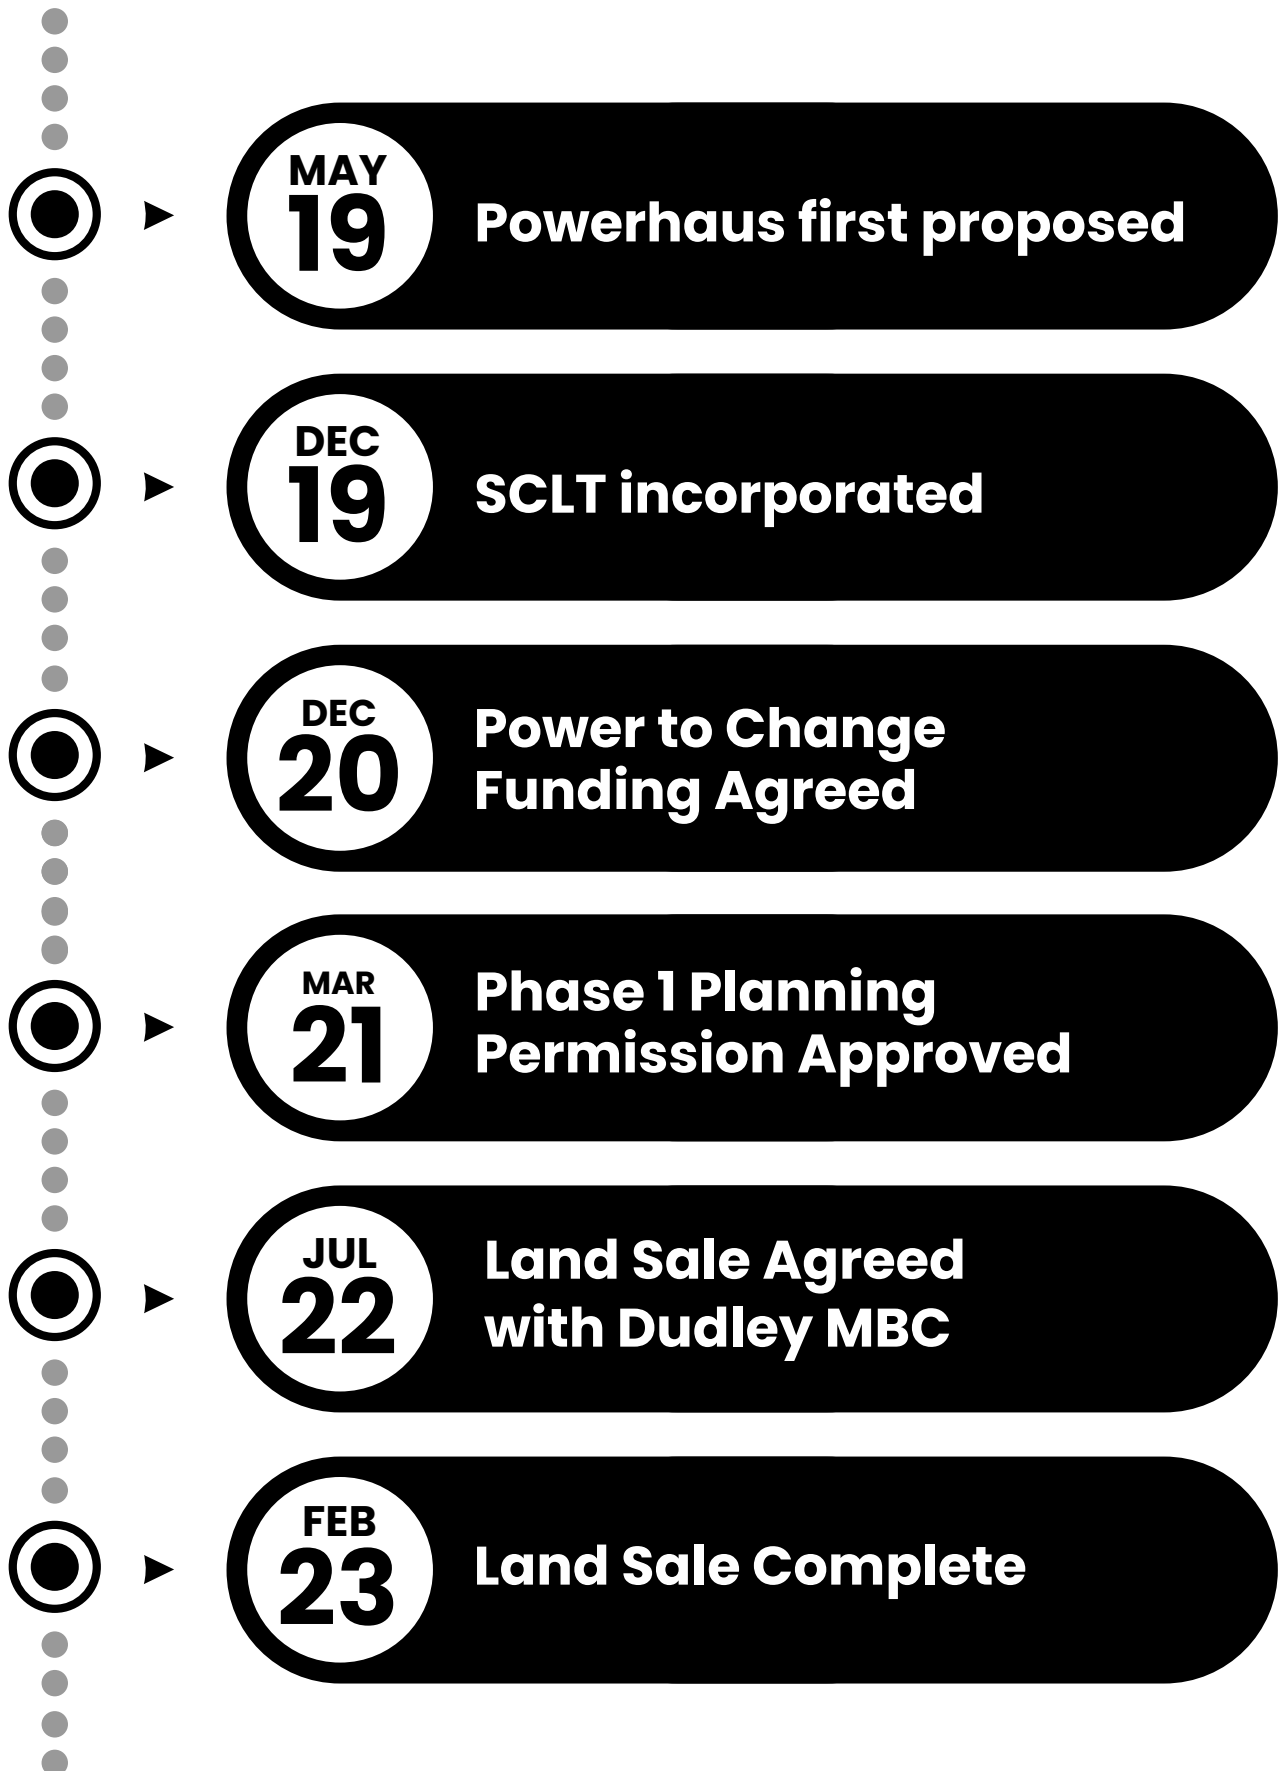 MAY
19
Powerhaus first proposed
DEC
19
SCLT incorporated
DEC
20
Power to Change
Funding Agreed
MAR
21
Phase 1 Planning
Permission Approved
JUL
22
Land Sale Agreed
with Dudley MBC
FEB
23
Land Sale Complete